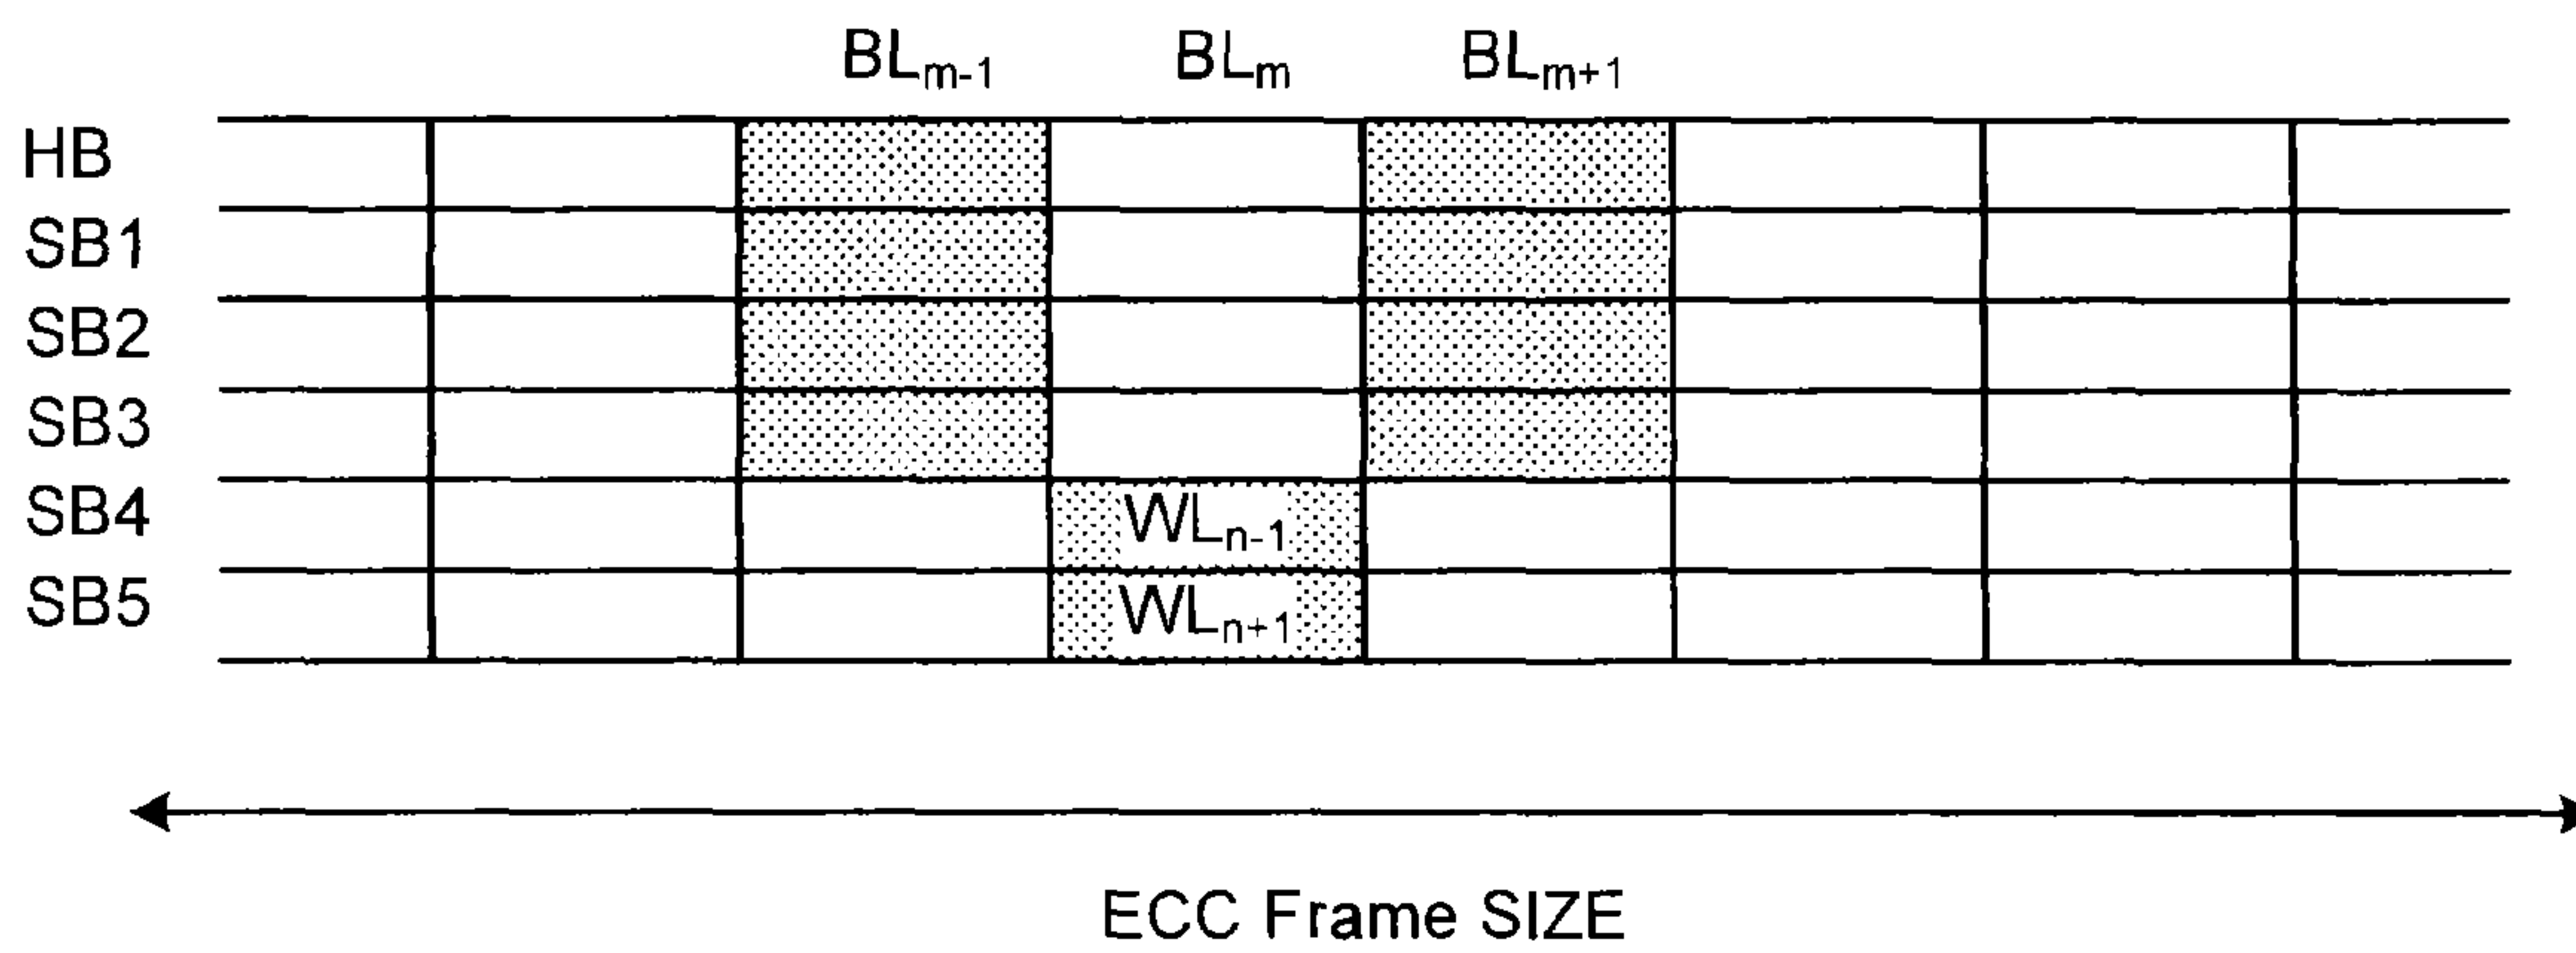 BLm-1 BLm BLm+1
HB
SB1
SB2
SB3
SB4 WLn-1
SB5 WLn+1
ECC Frame SIZE